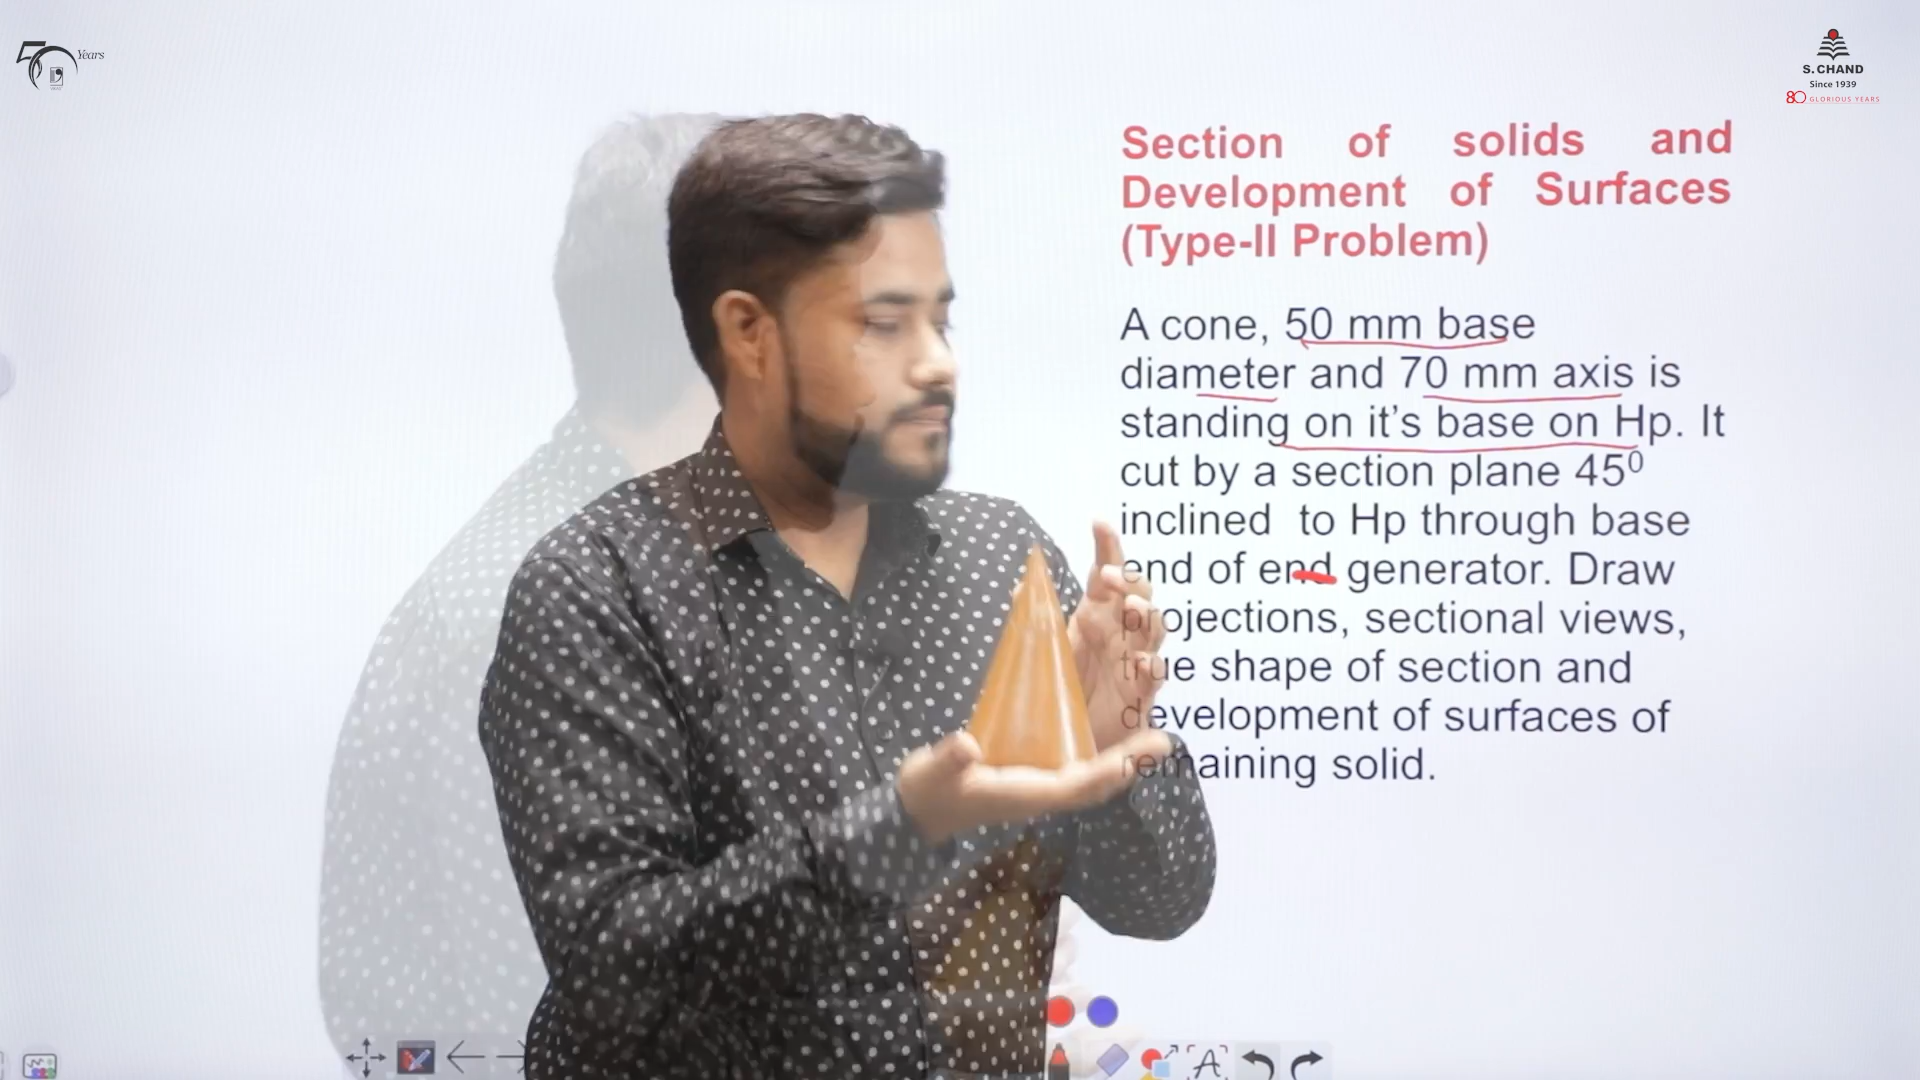 50 Years
S. CHAND
Since 1939
80 GLORIOUS YEARS
Section of solids and
Development of Surfaces
(Type-II Problem)
A cone, 50 mm base
diameter and 70 mm axis is
standing on it's base on Hp. It
cut by a section plane 45⁰
inclined to Hp through base
end of end generator. Draw
projections, sectional views,
true shape of section and
development of surfaces of
remaining solid.
A